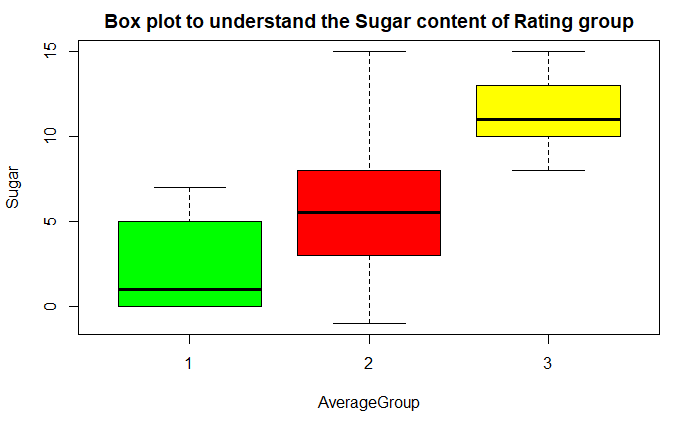 Box plot to understand the Sugar content of Rating group
15
10
5
0
Sugar
1 2 3
AverageGroup